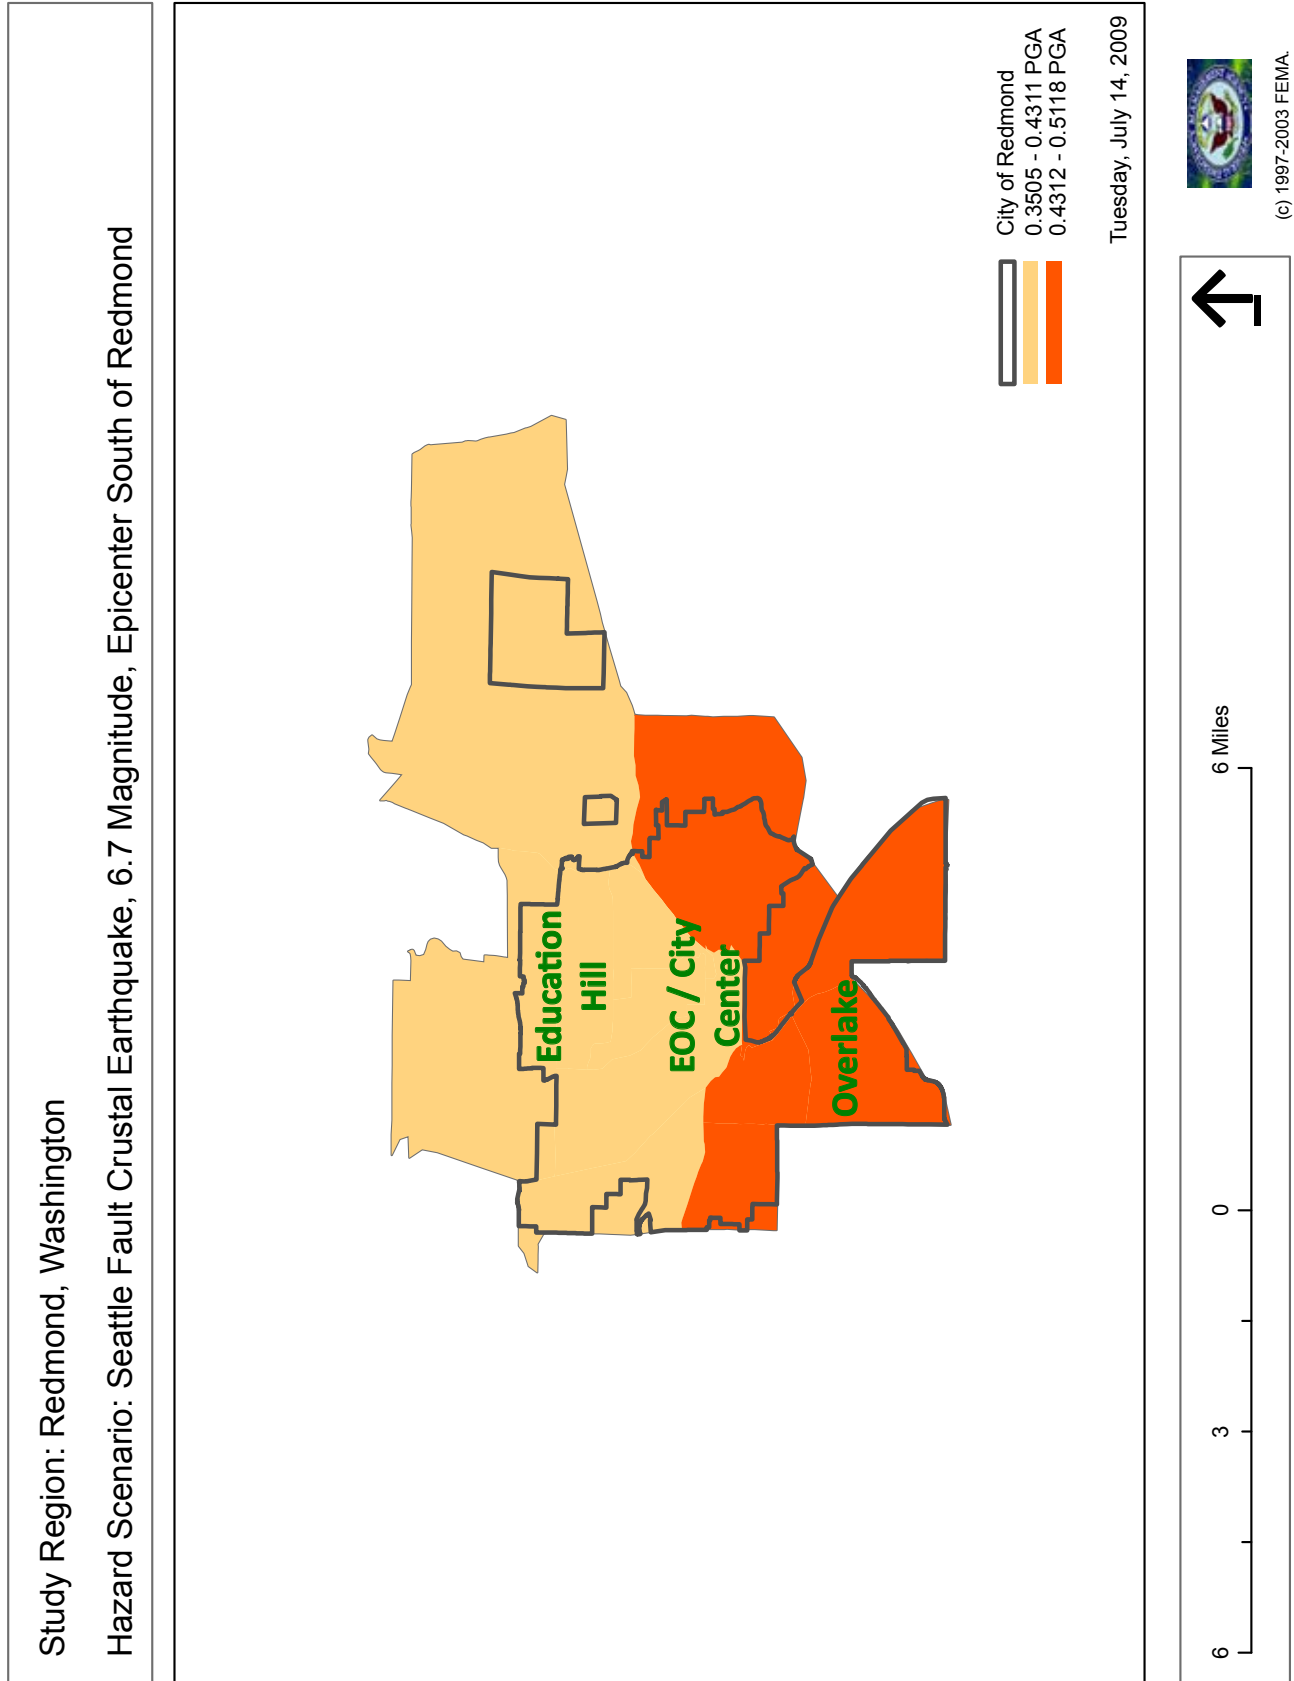 Study Region: Redmond, Washington
Hazard Scenario: Seattle Fault Crustal Earthquake, 6.7 Magnitude, Epicenter South of Redmond
Education
Hill
EOC / City
Center
Overlake
City of Redmond
0.3505 - 0.4311 PGA
0.4312 - 0.5118 PGA
Tuesday, July 14, 2009
6 3 0 6 Miles
(c) 1997-2003 FEMA.